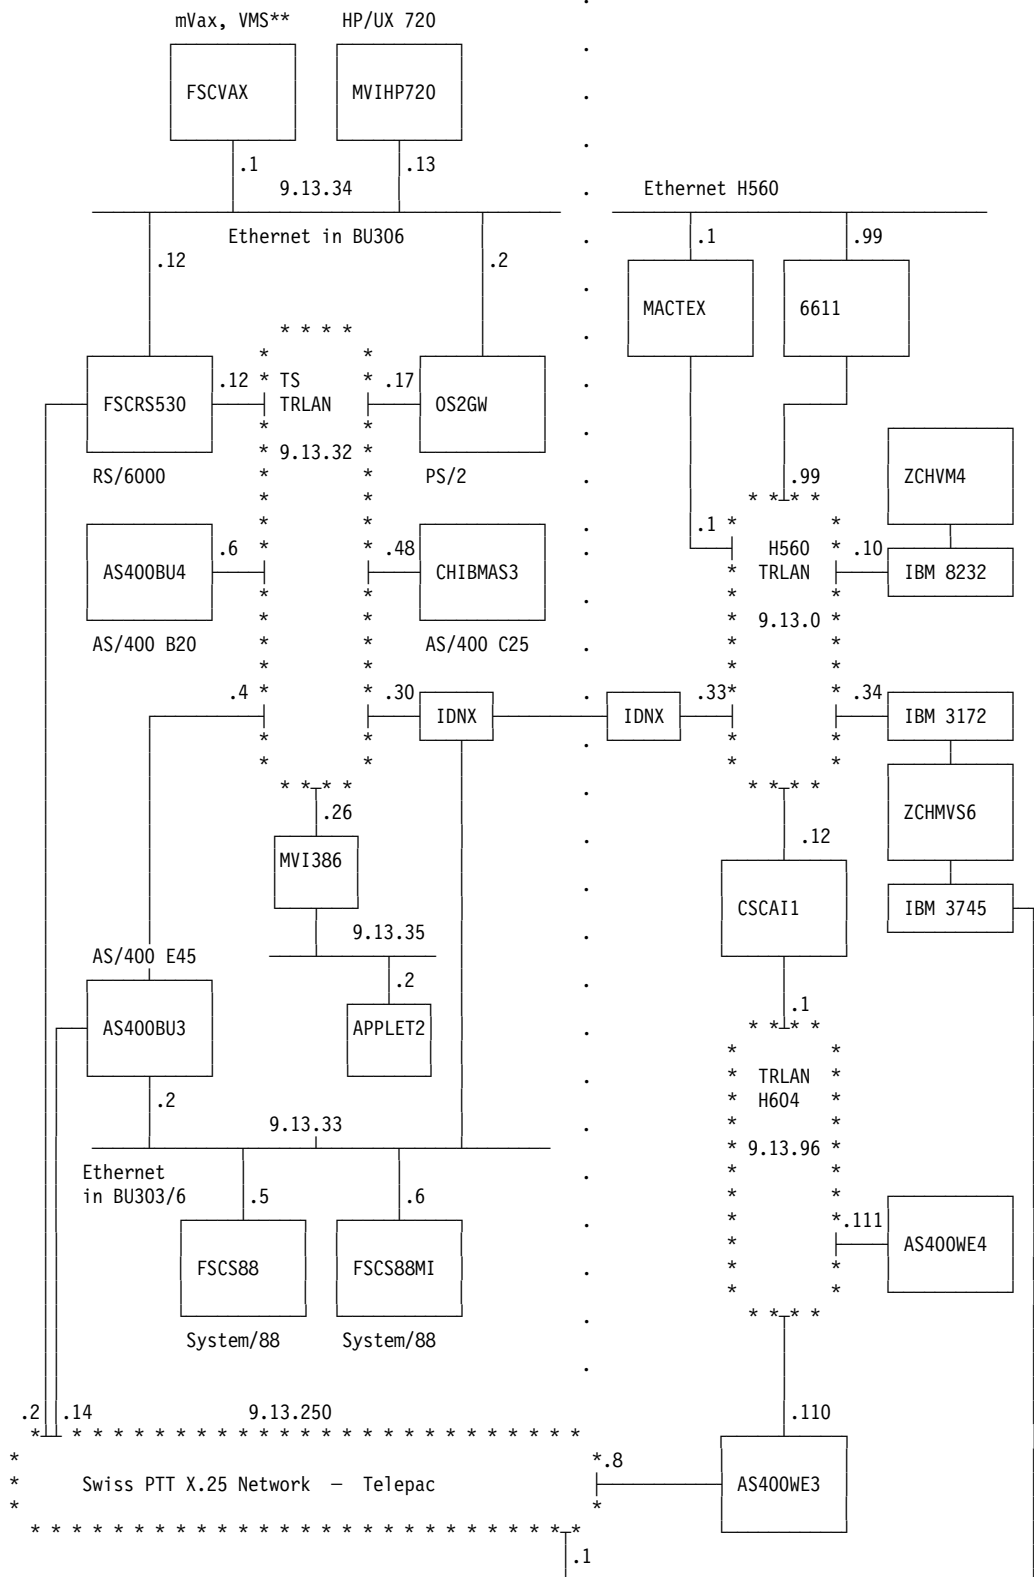 mVax, VMS** HP/UX 720
FSCVAX MVIHP720
.1 .13
9.13.34 Ethernet H560
Ethernet in BU306 .1 .99
.12 .2
MACTEX 6611
.12 TS .17
FSCRS530 TRLAN OS2GW
9.13.32 ZCHVM4
RS/6000 PS/2 .99
.1
.6 .48 H560 .10
AS400BU4 CHIBMAS3 TRLAN IBM 8232
9.13.0
AS/400 B20 AS/400 C25
.4 .30 .33 .34
IDNX IDNX IBM 3172
.26 ZCHMVS6
.12
MVI386
CSCAI1 IBM 3745
9.13.35
AS/400 E45
.2 .1
AS400BU3 APPLET2
TRLAN
.2 H604
9.13.33
9.13.96
Ethernet
in BU303/6 .5 .6
.111
FSCS88 FSCS88MI AS400WE4
System/88 System/88
.2 .14 9.13.250 .110
.8
Swiss PTT X.25 Network — Telepac AS400WE3
.1